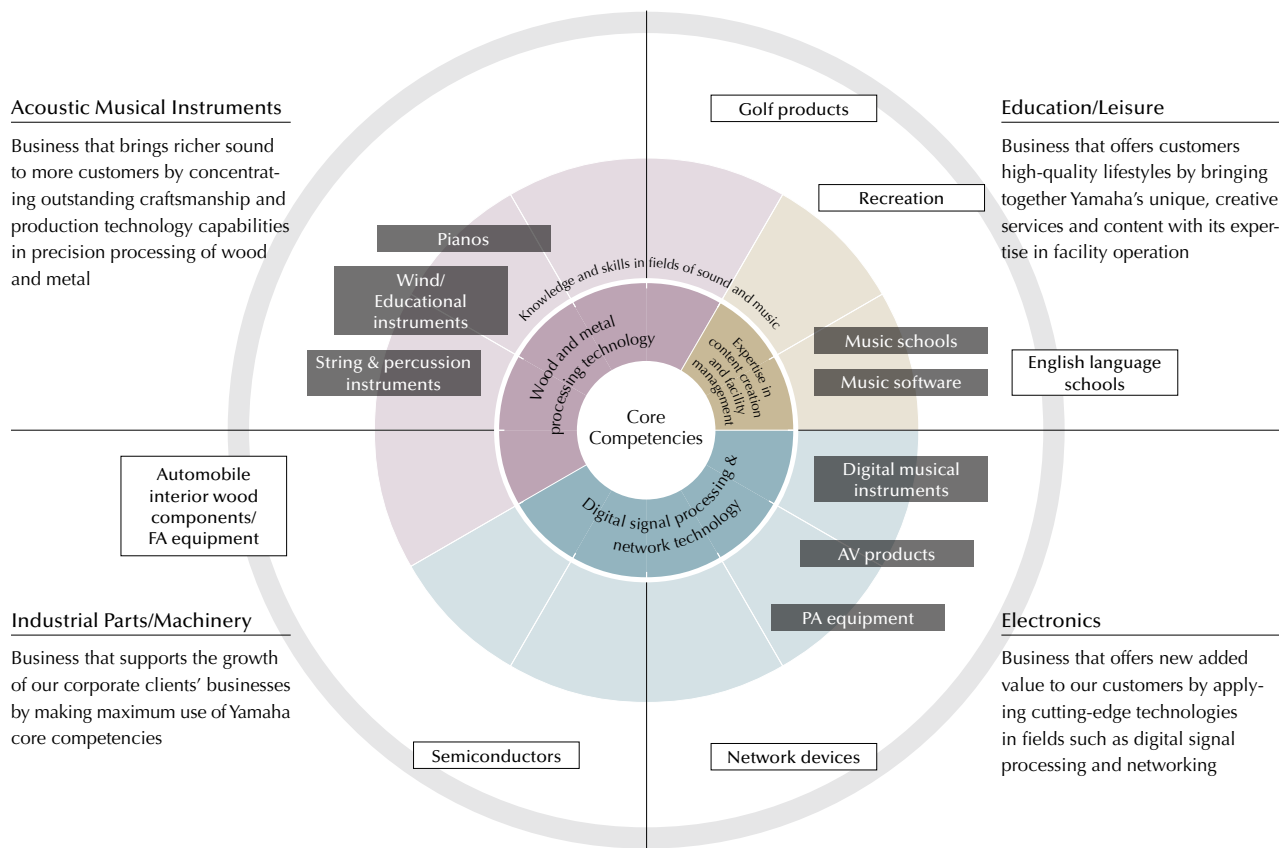 Acoustic Musical Instruments
Business that brings richer sound
to more customers by concentrat-
ing outstanding craftsmanship and
production technology capabilities
in precision processing of wood
and metal
Golf products
Recreation
Education/Leisure
Business that offers customers
high-quality lifestyles by bringing
together Yamaha’s unique, creative
services and content with its exper-
tise in facility operation
Pianos
Wind/
Educational
instruments
String & percussion
instruments
Knowledge and skills in fields of sound and music
Wood and metal
processing technology
Expertise in
content creation
and facility
management
Music schools
Music software
English language
schools
Core
Competencies
Digital signal processing &
network technology
Automobile
interior wood
components/
FA equipment
Digital musical
instruments
AV products
PA equipment
Industrial Parts/Machinery
Business that supports the growth
of our corporate clients’ businesses
by making maximum use of Yamaha
core competencies
Semiconductors
Network devices
Electronics
Business that offers new added
value to our customers by apply-
ing cutting-edge technologies
in fields such as digital signal
processing and networking